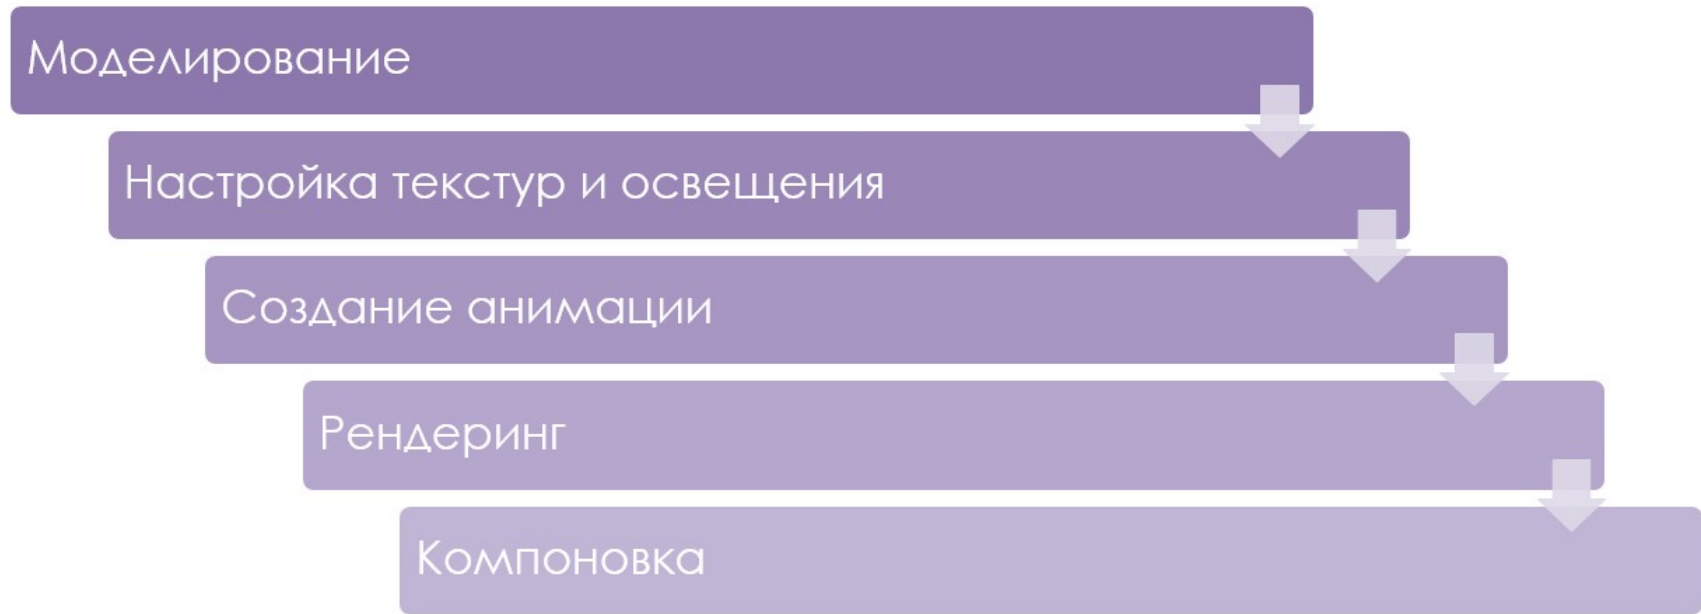 Моделирование
Настройка текстур и освещения
Создание анимации
Рендеринг
Компоновка